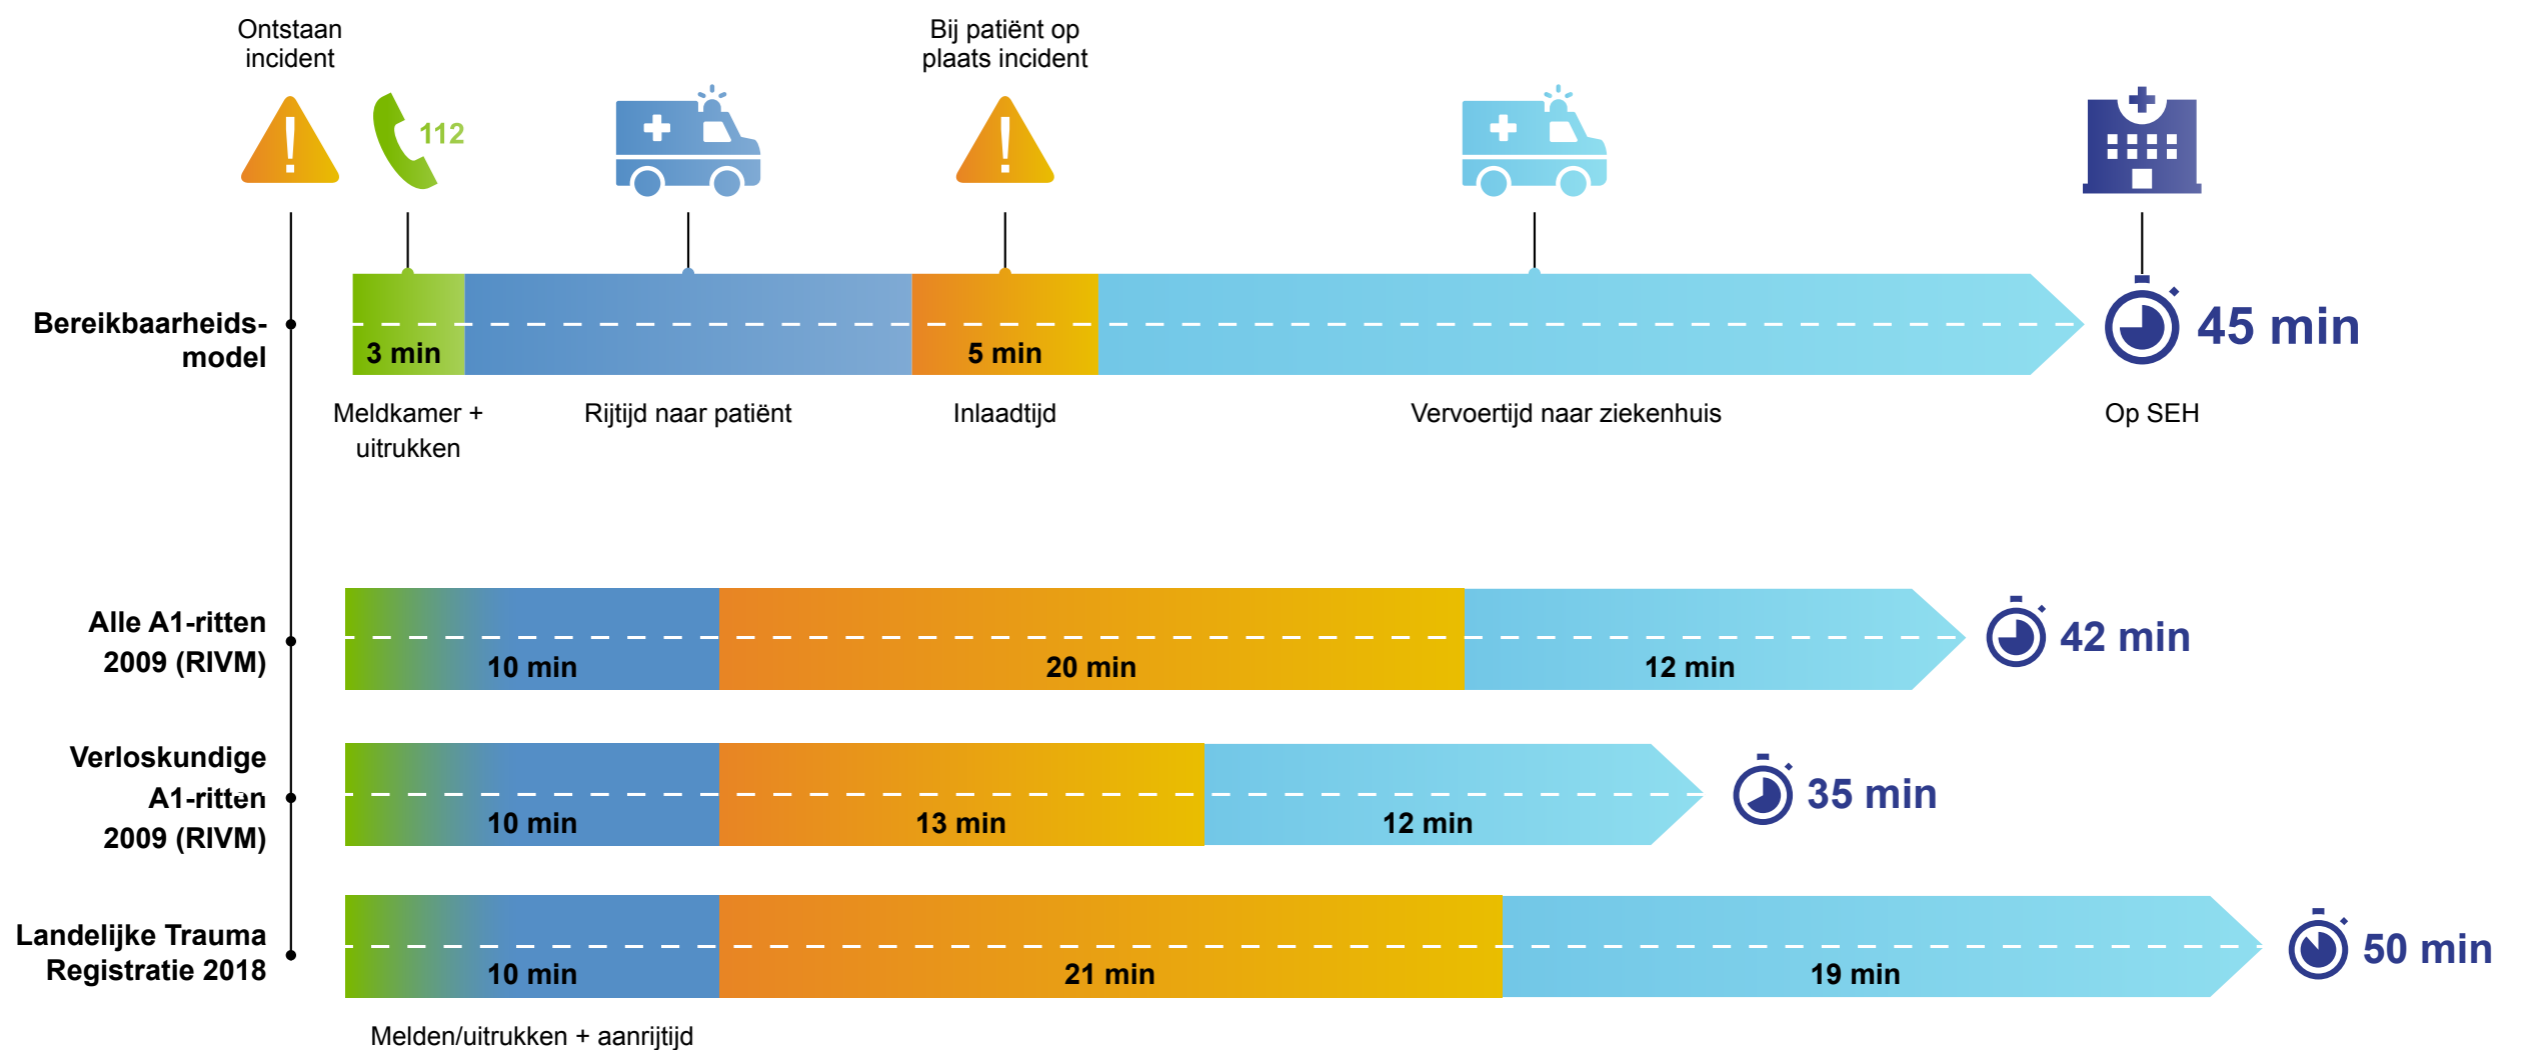 Ontstaan
incident
Bij patiënt op
plaats incident
112
Bereikbaarheids-
model
3 min
5 min
45 min
Meldkamer +
uitrukken
Rijtijd naar patiënt
Inlaadtijd
Vervoertijd naar ziekenhuis
Op SEH
Alle A1-ritten
2009 (RIVM)
10 min
20 min
12 min
42 min
Verloskundige
A1-ritten
2009 (RIVM)
10 min
13 min
12 min
35 min
Landelijke Trauma
Registratie 2018
10 min
21 min
19 min
50 min
Melden/uitrukken + aanrijtijd